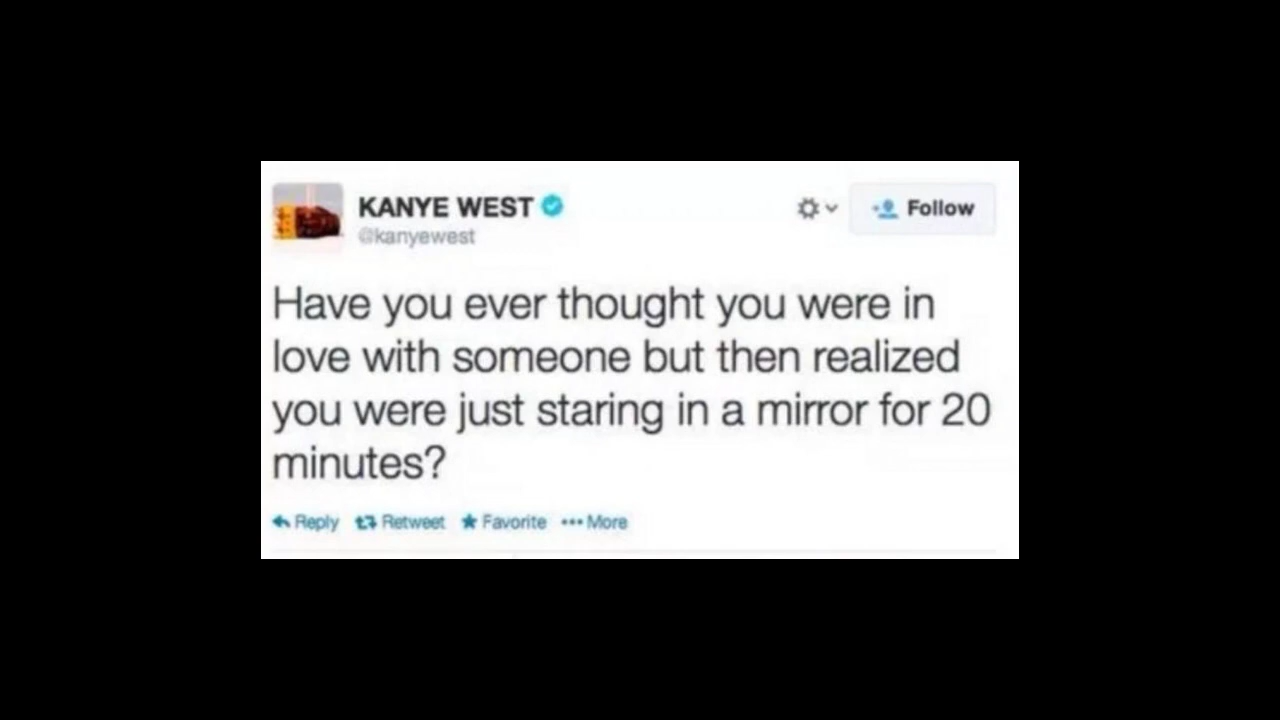 KANYE WEST
@kanyewest
Follow
Have you ever thought you were in
love with someone but then realized
you were just staring in a mirror for 20
minutes?
Reply Retweet Favorite More